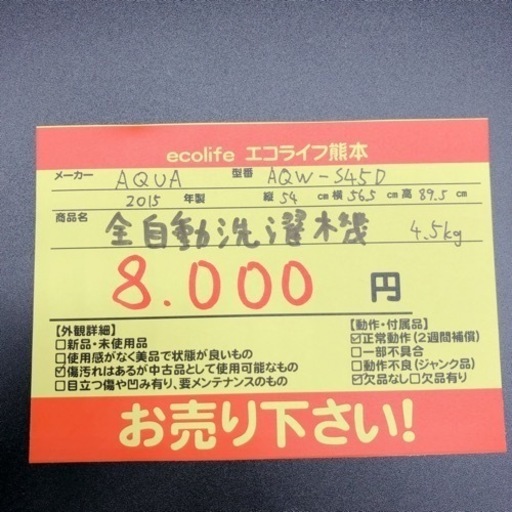 ecolife エコライフ熊本
メーカー AQUA 型番 AQW-S45D
2015 年製 縦 54 cm 横 56.5 cm 高 89.5 cm
商品名 全自動洗濯機 4.5kg
8.000 円
【外観詳細】
□新品・未使用品
□使用感がなく美品で状態が良いもの
☑傷汚れはあるが中古品として使用可能なもの
□目立つ傷や凹み有り、要メンテナンスのもの
【動作・付属品】
☑正常動作(2週間補償)
□一部不具合
□動作不良(ジャンク品)
☑欠品なし□欠品有り
お売り下さい!